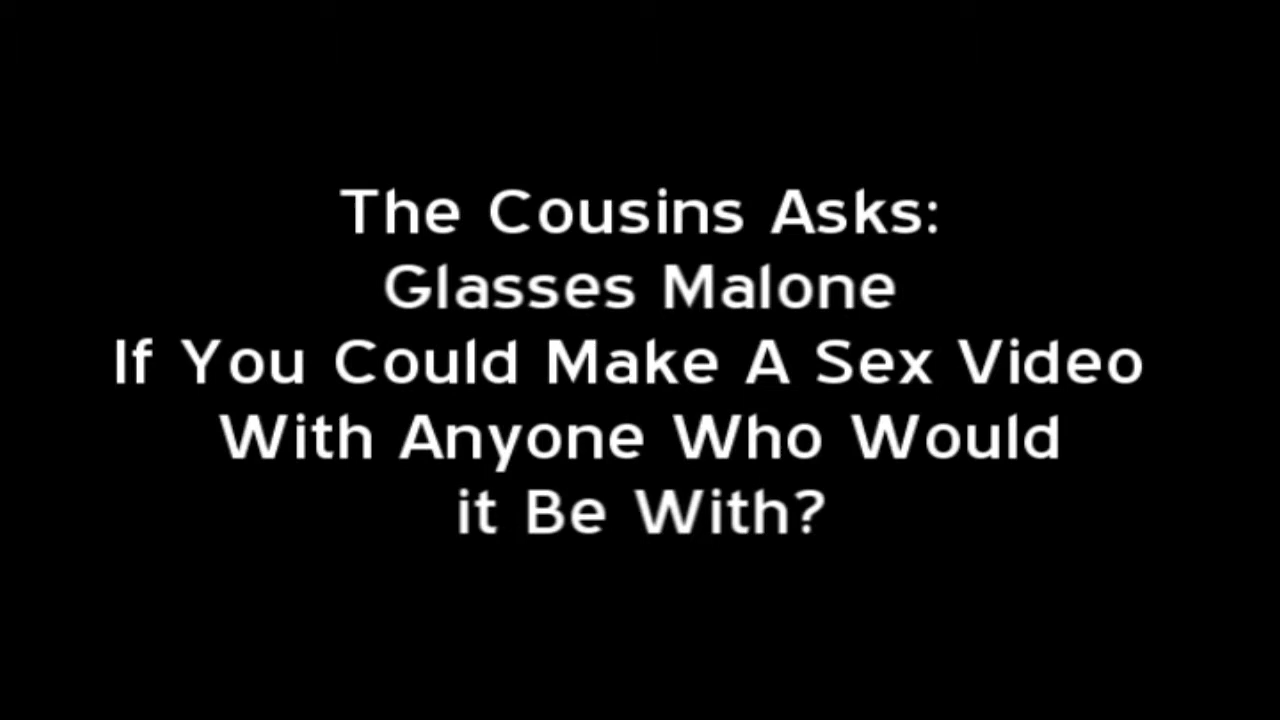 The Cousins Asks:
Glasses Malone
If You Could Make A Sex Video
With Anyone Who Would
it Be With?